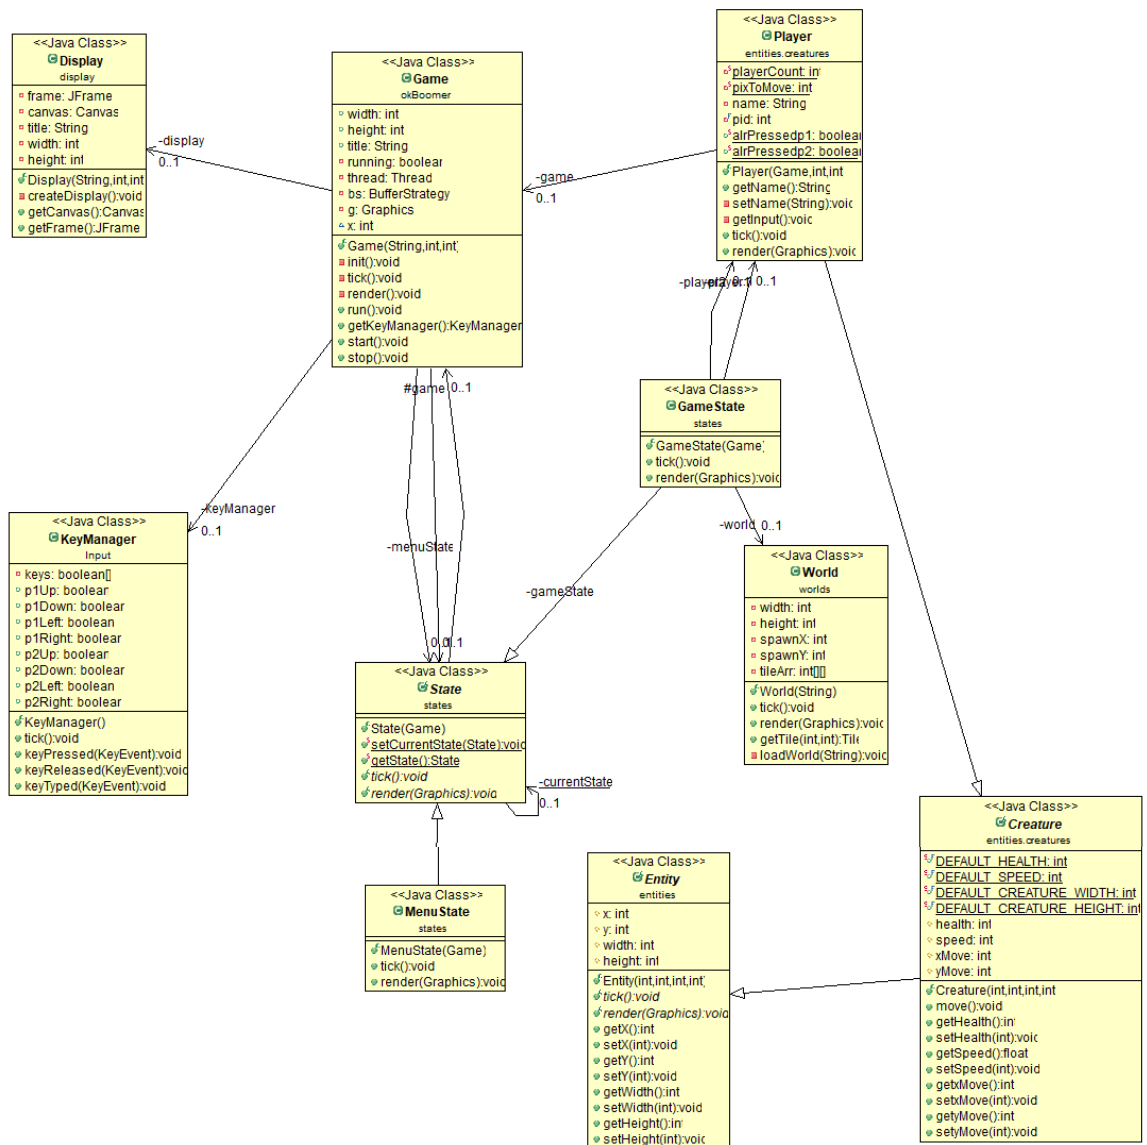 <<Java Class>>
Display
display
frame: JFrame
canvas: Canvas
title: String
width: int
height: int
Display(String,int,int
createDisplay():void
getCanvas():Canvas
getFrame():JFrame
-display
0..1
<<Java Class>>
Game
okBoomer
width: int
height: int
title: String
running: boolean
thread: Thread
bs: BufferStrategy
g: Graphics
x: int
Game(String,int,int)
init():void
tick():void
render():void
run():void
getKeyManager():KeyManager
start():void
stop():void
-game
0..1
<<Java Class>>
Player
entities.creatures
playerCount: int
pixToMove: int
name: String
pid: int
alrPressedp1: boolean
alrPressedp2: boolean
Player(Game,int,int)
getName():String
setName(String):void
getInput():void
tick():void
render(Graphics):void
-player2 0..1
-player1 0..1
#game 0..1
<<Java Class>>
GameState
states
GameState(Game)
tick():void
render(Graphics):void
-keyManager
0..1
<<Java Class>>
KeyManager
Input
keys: boolean[]
p1Up: boolean
p1Down: boolean
p1Left: boolean
p1Right: boolean
p2Up: boolean
p2Down: boolean
p2Left: boolean
p2Right: boolean
KeyManager()
tick():void
keyPressed(KeyEvent):void
keyReleased(KeyEvent):void
keyTyped(KeyEvent):void
-menuState
0..1
-gameState
0..1
-world 0..1
<<Java Class>>
World
worlds
width: int
height: int
spawnX: int
spawnY: int
tileArr: int[][]
World(String)
tick():void
render(Graphics):void
getTile(int,int):Tile
loadWorld(String):void
<<Java Class>>
State
states
State(Game)
setCurrentState(State):void
getState():State
tick():void
render(Graphics):void
-currentState
0..1
<<Java Class>>
MenuState
states
MenuState(Game)
tick():void
render(Graphics):void
<<Java Class>>
Entity
entities
x: int
y: int
width: int
height: int
Entity(int,int,int,int)
tick():void
render(Graphics):void
getX():int
setX(int):void
getY():int
setY(int):void
getWidth():int
setWidth(int):void
getHeight():int
setHeight(int):void
<<Java Class>>
Creature
entities.creatures
DEFAULT_HEALTH: int
DEFAULT_SPEED: int
DEFAULT_CREATURE_WIDTH: int
DEFAULT_CREATURE_HEIGHT: int
health: int
speed: int
xMove: int
yMove: int
Creature(int,int,int,int
move():void
getHealth():int
setHealth(int):void
getSpeed():float
setSpeed(int):void
getxMove():int
setxMove(int):void
getyMove():int
setyMove(int):void